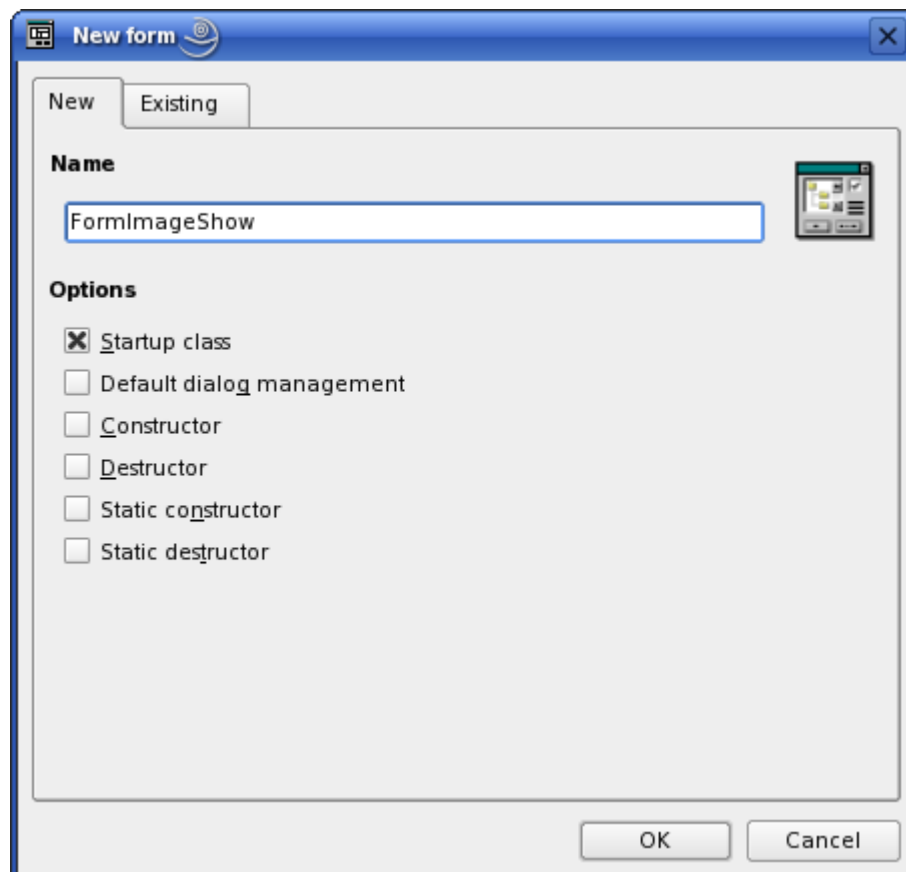 New form
New Existing
Name
FormImageShow
Options
Startup class
Default dialog management
Constructor
Destructor
Static constructor
Static destructor
OK Cancel